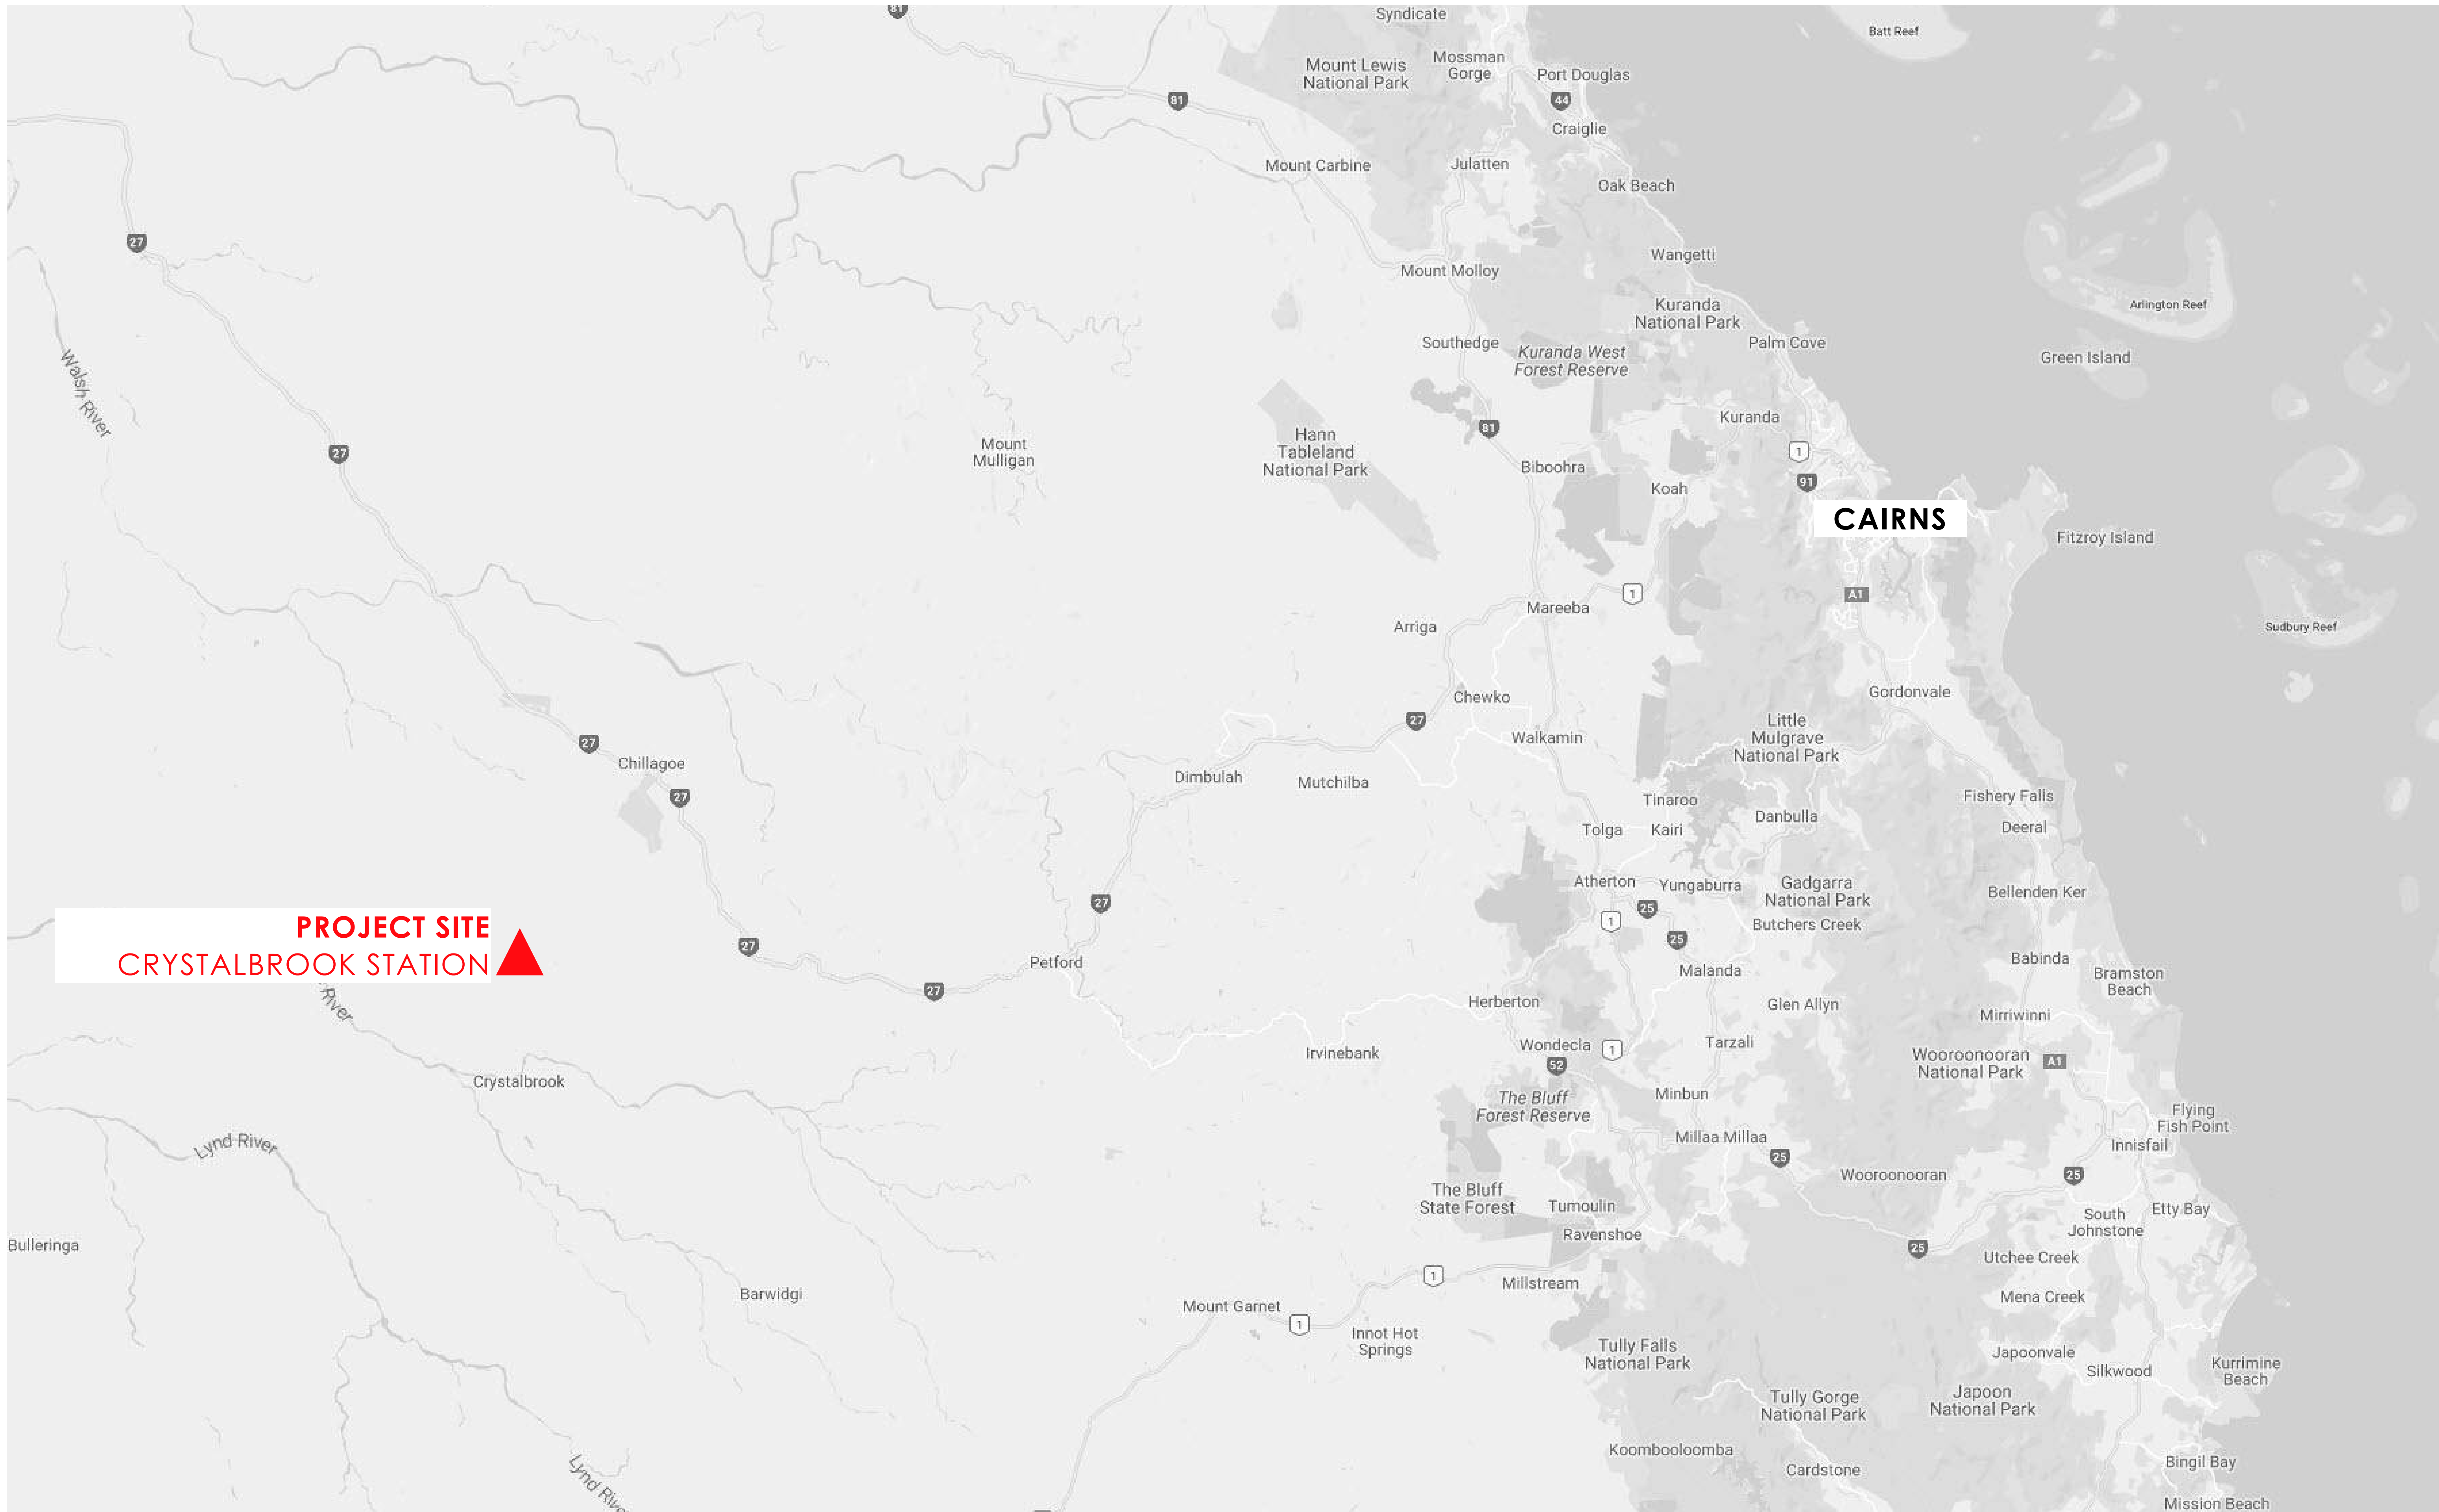 81
Syndicate
Batt Reef
Mount Lewis
National Park
Mossman
Gorge
Port Douglas
81
44
Craiglie
Mount Carbine
Julatten
Oak Beach
27
Wangetti
Mount Molloy
Kuranda
National Park
Arlington Reef
Southedge
Kuranda West
Forest Reserve
Palm Cove
Green Island
Walsh River
Kuranda
81
Hann
Tableland
National Park
Mount
Mulligan
27
1
Biboohra
Koah
91
CAIRNS
Fitzroy Island
1
A1
Mareeba
Arriga
Sudbury Reef
Chewko
Gordonvale
27
Little
Mulgrave
National Park
Walkamin
27
Chillagoe
Dimbulah
Mutchilba
27
Tinaroo
Fishery Falls
Danbulla
Tolga
Kairi
Deeral
Atherton
Yungaburra
Gadgarra
National Park
Bellenden Ker
27
25
1
Butchers Creek
PROJECT SITE
CRYSTALBROOK STATION
27
25
Petford
Malanda
Babinda
Bramston
Beach
27
River
Herberton
Glen Allyn
Mirriwinni
Irvinebank
Wondecla
1
Tarzali
52
Wooroonooran
National Park
A1
Crystalbrook
The Bluff
Forest Reserve
Minbun
Flying
Fish Point
Lynd River
Millaa Millaa
25
Innisfail
Wooroonooran
25
The Bluff
State Forest
Tumoulin
South
Johnstone
Etty Bay
Ravenshoe
Bulleringa
25
Utchee Creek
1
Millstream
Barwidgi
Mount Garnet
1
Mena Creek
Innot Hot
Springs
Tully Falls
National Park
Japoonvale
Silkwood
Kurrimine
Beach
Tully Gorge
National Park
Japoon
National Park
Koombooloomba
Cardstone
Bingil Bay
Lynd
Mission Beach